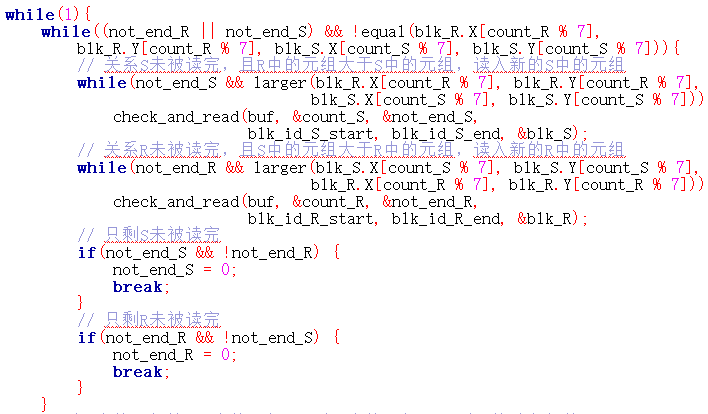 while(1){
while((not_end_R || not_end_S) && !equal(blk_R.X[count_R % 7],
blk_R.Y[count_R % 7], blk_S.X[count_S % 7], blk_S.Y[count_S % 7])){
// 关系S未被读完，且R中的元组大于S中的元组，读入新的S中的元组
while(not_end_S && larger(blk_R.X[count_R % 7], blk_R.Y[count_R % 7],
blk_S.X[count_S % 7], blk_S.Y[count_S % 7]))
check_and_read(buf, &count_S, &not_end_S,
blk_id_S_start, blk_id_S_end, &blk_S);
// 关系R未被读完，且S中的元组大于R中的元组，读入新的R中的元组
while(not_end_R && larger(blk_S.X[count_S % 7], blk_S.Y[count_S % 7],
blk_R.X[count_R % 7], blk_R.Y[count_R % 7]))
check_and_read(buf, &count_R, &not_end_R,
blk_id_R_start, blk_id_R_end, &blk_R);
// 只剩S未被读完
if(not_end_S && !not_end_R) {
not_end_S = 0;
break;
}
// 只剩R未被读完
if(not_end_R && !not_end_S) {
not_end_R = 0;
break;
}
}